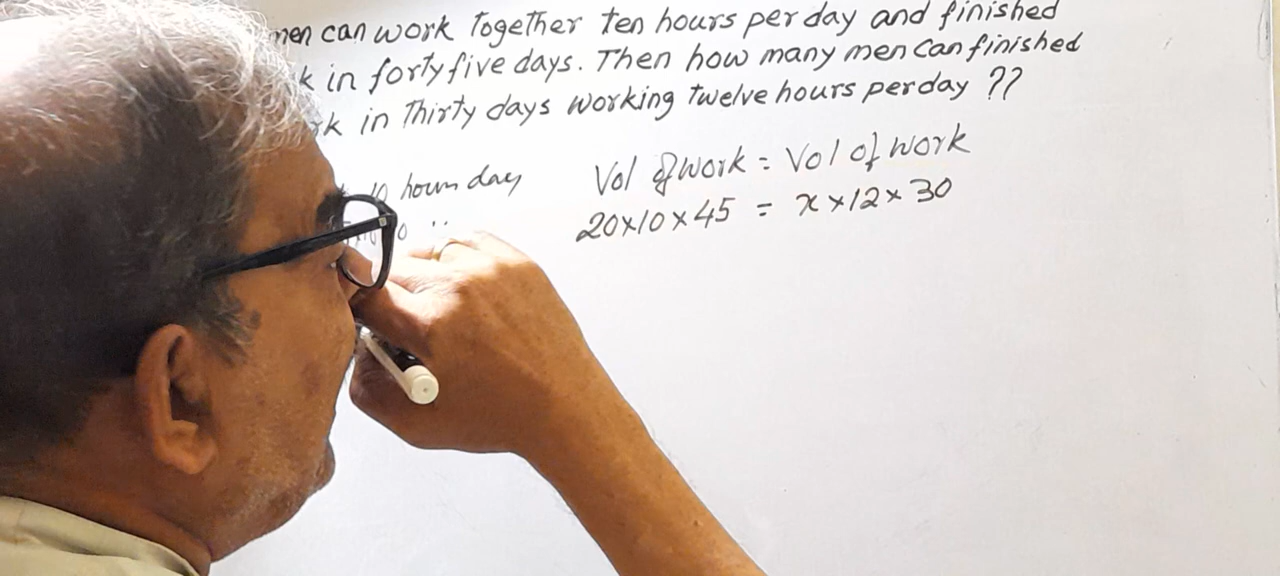 men can work Together Ten hours per day and finished
in forty five days. Then how many men can finished
in Thirty days working Twelve hours per day ??
10 hours day
Vol of work = Vol of work
20×10×45 = x×12×30